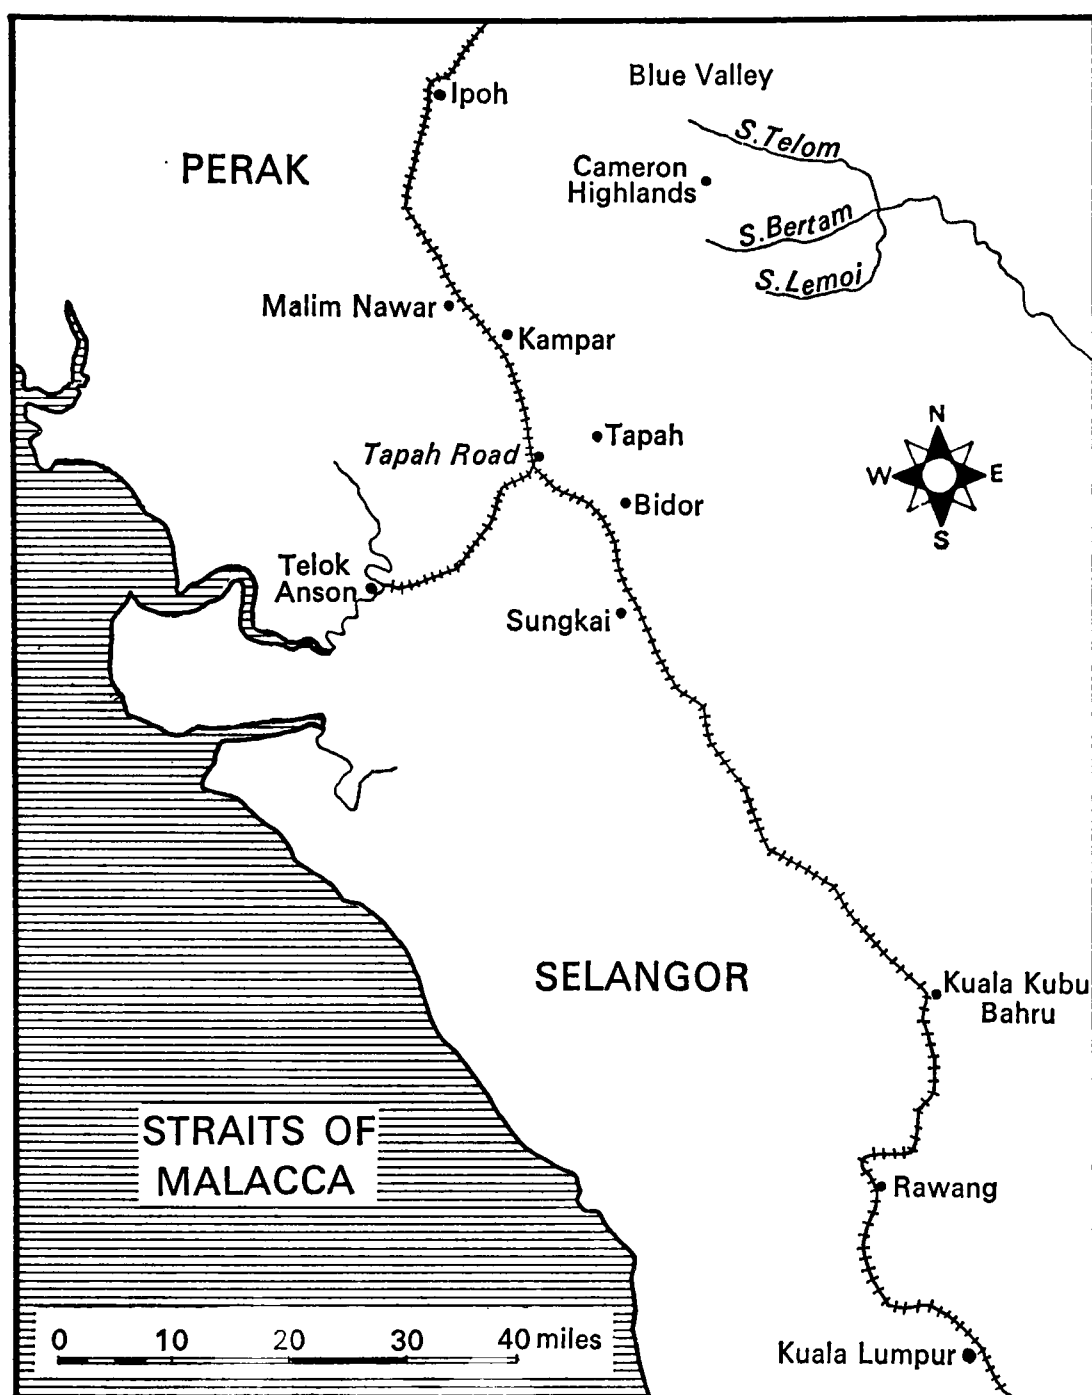 Blue Valley
Ipoh
S.Telom
PERAK
Cameron
Highlands
S.Bertam
S.Lemoi
Malim Nawar
Kampar
N
Tapah
Tapah Road
W
E
Bidor
S
Telok
Anson
Sungkai
SELANGOR
Kuala Kubu
Bahru
STRAITS OF
MALACCA
Rawang
0 10 20 30 40 miles
Kuala Lumpur